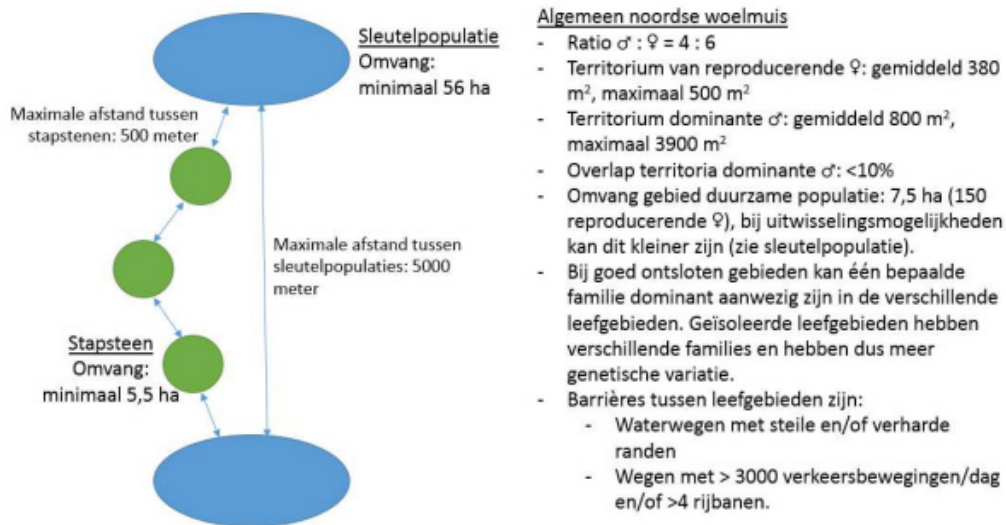 Sleutelpopulatie
Omvang:
minimaal 56 ha
Maximale afstand tussen
stapstenen: 500 meter
Maximale afstand tussen
sleutelpopulaties: 5000
meter
Stapsteen
Omvang:
minimaal 5,5 ha
Algemeen noordse woelmuis
- Ratio ♂ : ♀ = 4 : 6
- Territorium van reproducerende ♀: gemiddeld 380
m², maximaal 500 m²
- Territorium dominante ♂: gemiddeld 800 m²,
maximaal 3900 m²
- Overlap territoria dominante ♂: <10%
- Omvang gebied duurzame populatie: 7,5 ha (150
reproducerende ♀), bij uitwisselingsmogelijkheden
kan dit kleiner zijn (zie sleutelpopulatie).
- Bij goed ontsloten gebieden kan één bepaalde
familie dominant aanwezig zijn in de verschillende
leefgebieden. Geïsoleerde leefgebieden hebben
verschillende families en hebben dus meer
genetische variatie.
- Barrières tussen leefgebieden zijn:
- Waterwegen met steile en/of verharde
randen
- Wegen met > 3000 verkeersbewegingen/dag
en/of >4 rijbanen.